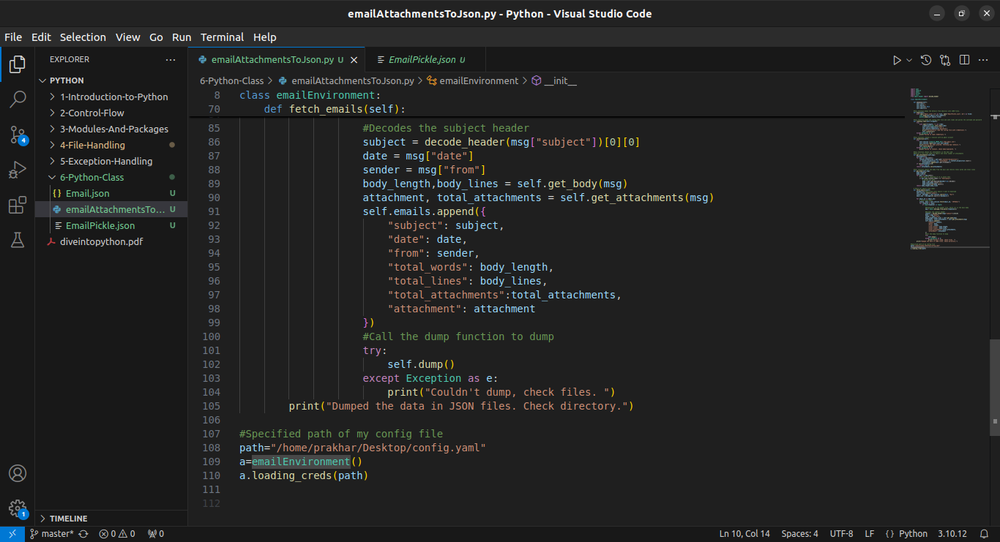 emailAttachmentsToJson.py - Python - Visual Studio Code
File Edit Selection View Go Run Terminal Help
EXPLORER
PYTHON
1-Introduction-to-Python
2-Control-Flow
3-Modules-And-Packages
4-File-Handling
5-Exception-Handling
6-Python-Class
Email.json U
emailAttachmentsTo... U
EmailPickle.json U
diveintopython.pdf
TIMELINE
4
1
emailAttachmentsToJson.py U
EmailPickle.json U
6-Python-Class > emailAttachmentsToJson.py > emailEnvironment > __init__
8 class emailEnvironment:
70 def fetch_emails(self):
85 #Decodes the subject header
86 subject = decode_header(msg["subject"])[0][0]
87 date = msg["date"]
88 sender = msg["from"]
89 body_length,body_lines = self.get_body(msg)
90 attachment, total_attachments = self.get_attachments(msg)
91 self.emails.append({
92 "subject": subject,
93 "date": date,
94 "from": sender,
95 "total_words": body_length,
96 "total_lines": body_lines,
97 "total_attachments":total_attachments,
98 "attachment": attachment
99 })
100 #Call the dump function to dump
101 try:
102 self.dump()
103 except Exception as e:
104 print("Couldn't dump, check files. ")
105 print("Dumped the data in JSON files. Check directory.")
106
107 #Specified path of my config file
108 path="/home/prakhar/Desktop/config.yaml"
109 a=emailEnvironment()
110 a.loading_creds(path)
111
112
master* 0 0 0 Ln 10, Col 14 Spaces: 4 UTF-8 LF Python 3.10.12